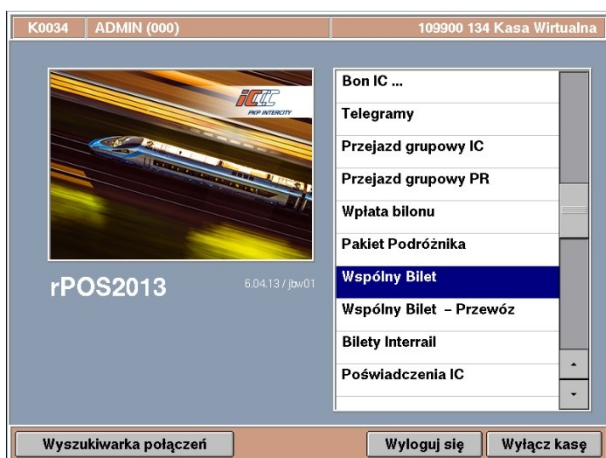 K0034 ADMIN (000) 109900 134 Kasa Wirtualna
PKP INTERCITY
rPOS2013 6.04.13 / jbw01
Bon IC ...
Telegramy
Przejazd grupowy IC
Przejazd grupowy PR
Wpłata bilonu
Pakiet Podróżnika
Wspólny Bilet
Wspólny Bilet – Przewóz
Bilety Interrail
Poświadczenia IC
Wyszukiwarka połączeń Wyloguj się Wyłącz kasę